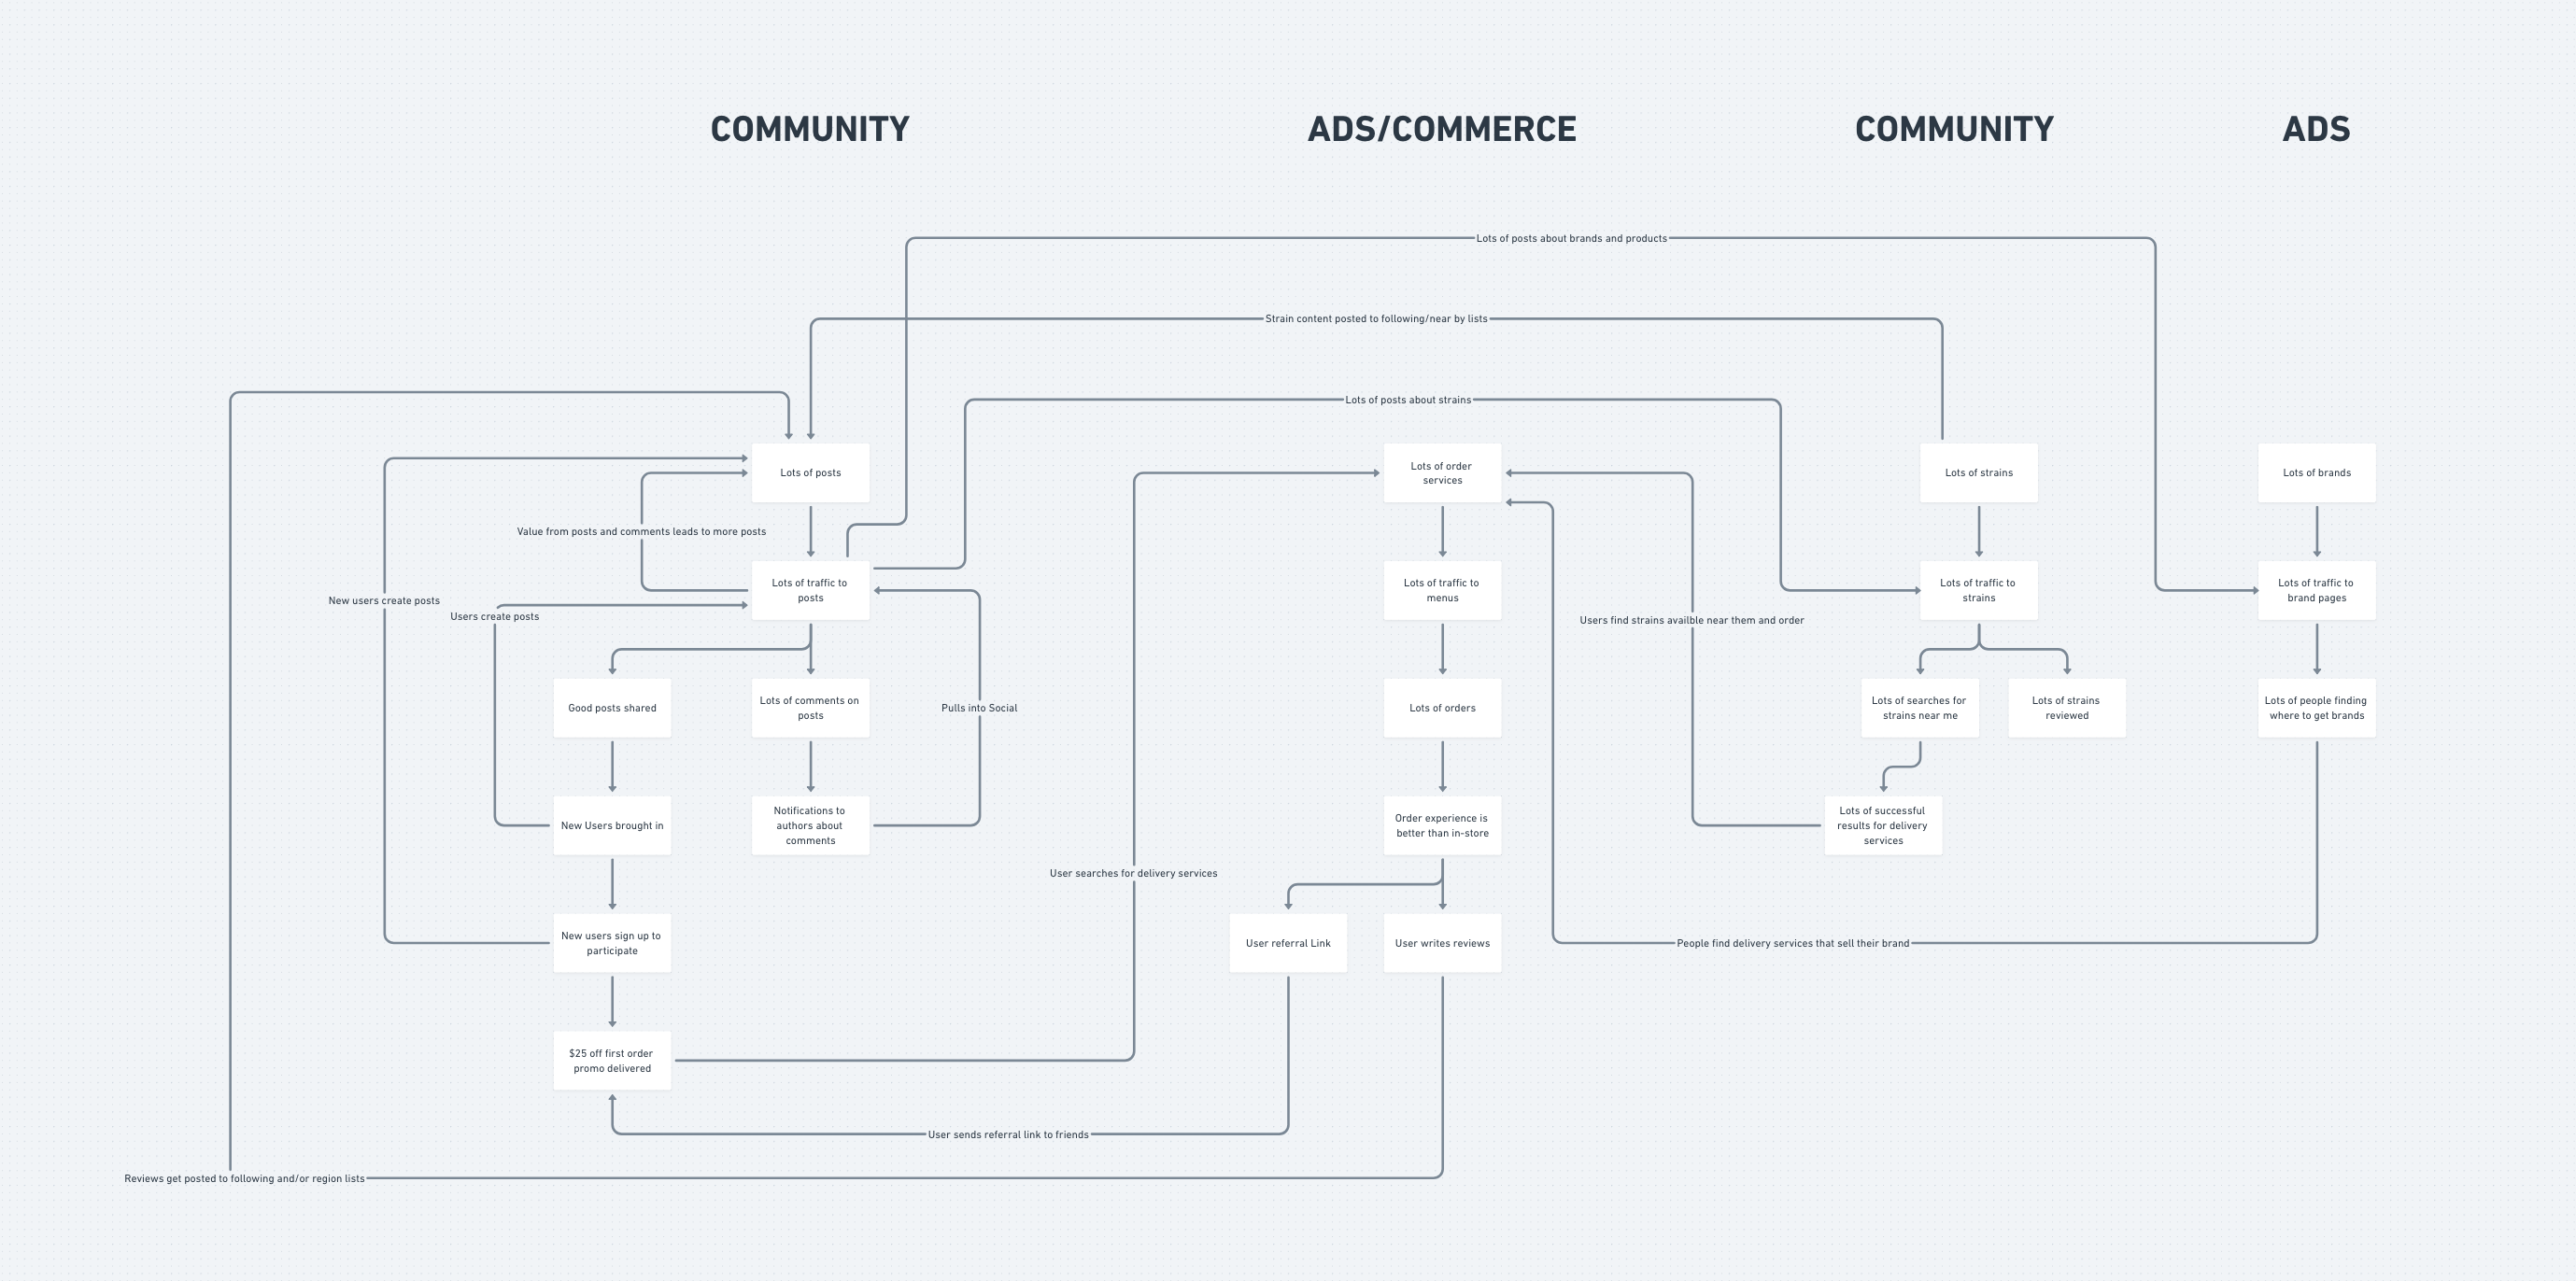 COMMUNITY
ADS/COMMERCE
COMMUNITY
ADS
Lots of posts about brands and products
Strain content posted to following/near by lists
Lots of posts about strains
Lots of posts
Lots of order
services
Lots of strains
Lots of brands
Value from posts and comments leads to more posts
Lots of traffic to
posts
Lots of traffic to
menus
Lots of traffic to
strains
Lots of traffic to
brand pages
New users create posts
Users create posts
Users find strains availble near them and order
Good posts shared
Lots of comments on
posts
Pulls into Social
Lots of orders
Lots of searches for
strains near me
Lots of strains
reviewed
Lots of people finding
where to get brands
New Users brought in
Notifications to
authors about
comments
Order experience is
better than in-store
Lots of successful
results for delivery
services
User searches for delivery services
New users sign up to
participate
User referral Link
User writes reviews
People find delivery services that sell their brand
$25 off first order
promo delivered
User sends referral link to friends
Reviews get posted to following and/or region lists